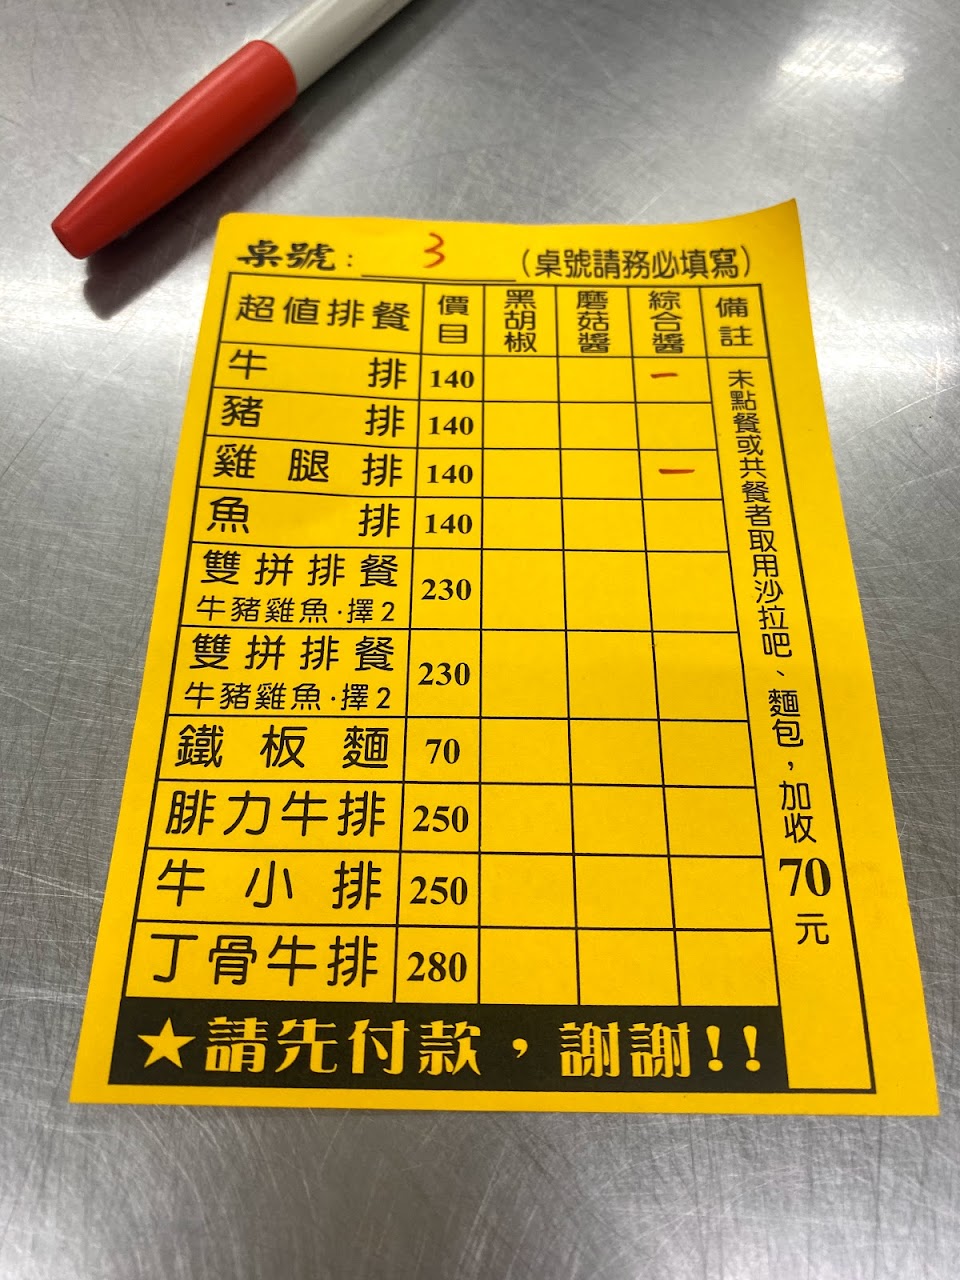 桌號: 3 (桌號請務必填寫)
超值排餐 價目 黑胡椒 磨菇醬 綜合醬 備註
牛排 140 一
豬排 140
雞腿排 140 一
魚排 140
雙拼排餐 230
牛豬雞魚·擇2
雙拼排餐 230
牛豬雞魚·擇2
鐵板麵 70
腓力牛排 250
牛小排 250
丁骨牛排 280
未點餐或共餐者取用沙拉吧、麵包，加收70元
★請先付款，謝謝!!